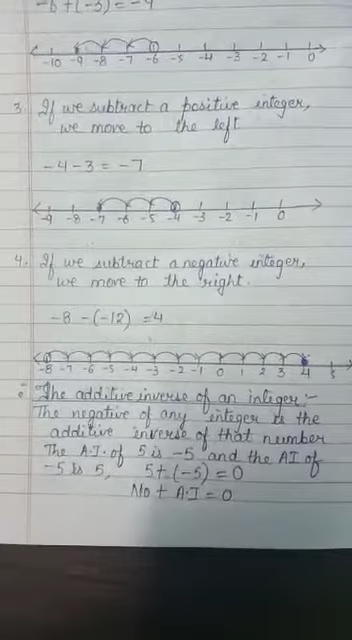 -6+(-3) = -9
-10 -9 -8 -7 -6 -5 -4 -3 -2 -1 0
3. If we subtract a positive integer,
we move to the left
-4-3 = -7
-9 -8 -7 -6 -5 -4 -3 -2 -1 0
4. If we subtract a negative integer,
we move to the right.
-8 -(-12) = 4
-8 -7 -6 -5 -4 -3 -2 -1 0 1 2 3 4 5
The additive inverse of an integer:-
The negative of any integer is the
additive inverse of that number
The A.I. of 5 is -5 and the AI of
-5 is 5, 5+(-5) = 0
No + A.I = 0